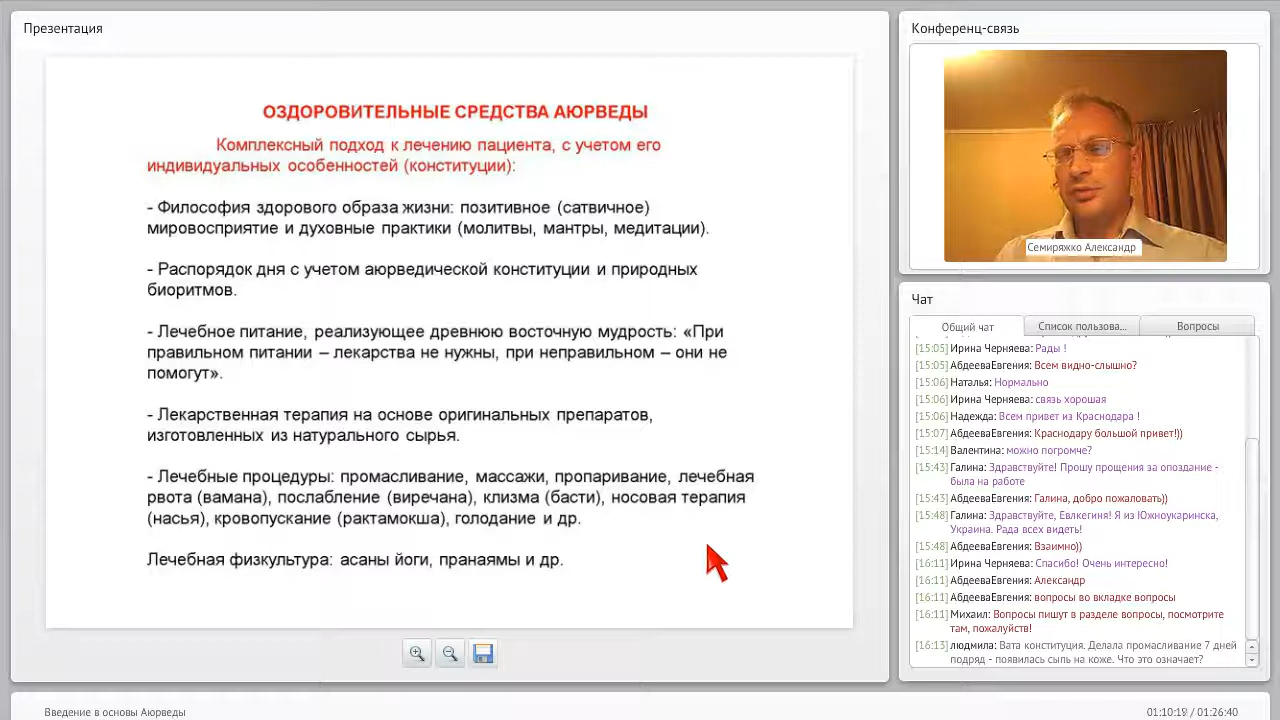 Презентация
ОЗДОРОВИТЕЛЬНЫЕ СРЕДСТВА АЮРВЕДЫ
Комплексный подход к лечению пациента, с учетом его
индивидуальных особенностей (конституции):
- Философия здорового образа жизни: позитивное (сатвичное)
мировосприятие и духовные практики (молитвы, мантры, медитации).
- Распорядок дня с учетом аюрведической конституции и природных
биоритмов.
- Лечебное питание, реализующее древнюю восточную мудрость: «При
правильном питании – лекарства не нужны, при неправильном – они не
помогут».
- Лекарственная терапия на основе оригинальных препаратов,
изготовленных из натурального сырья.
- Лечебные процедуры: промасливание, массажи, пропаривание, лечебная
рвота (вамана), послабление (виречана), клизма (басти), носовая терапия
(насья), кровопускание (рактамокша), голодание и др.
Лечебная физкультура: асаны йоги, пранаямы и др.
Конференц-связь
Семиряжко Александр
Чат
Общий чат
Список пользова...
Вопросы
[15:05] Ирина Черняева: Рады !
[15:05] АбдееваЕвгения: Всем видно-слышно?
[15:06] Наталья: Нормально
[15:06] Ирина Черняева: связь хорошая
[15:06] Надежда: Всем привет из Краснодара !
[15:07] АбдееваЕвгения: Краснодару большой привет!))
[15:14] Валентина: можно погромче?
[15:43] Галина: Здравствуйте! Прошу прощения за опоздание -
была на работе
[15:43] АбдееваЕвгения: Галина, добро пожаловать))
[15:48] Галина: Здравствуйте, Евлкегиня! Я из Южноукаринска,
Украина. Рада всех видеть!
[15:48] АбдееваЕвгения: Взаимно))
[16:11] Ирина Черняева: Спасибо! Очень интересно!
[16:11] АбдееваЕвгения: Александр
[16:11] АбдееваЕвгения: вопросы во вкладке вопросы
[16:11] Михаил: Вопросы пишут в разделе вопросы, посмотрите
там, пожалуйств!
[16:13] людмила: Вата конституция. Делала промасливание 7 дней
подряд - появилась сыпь на коже. Что это означает?
Введение в основы Аюрведы
01:10:19 / 01:26:40